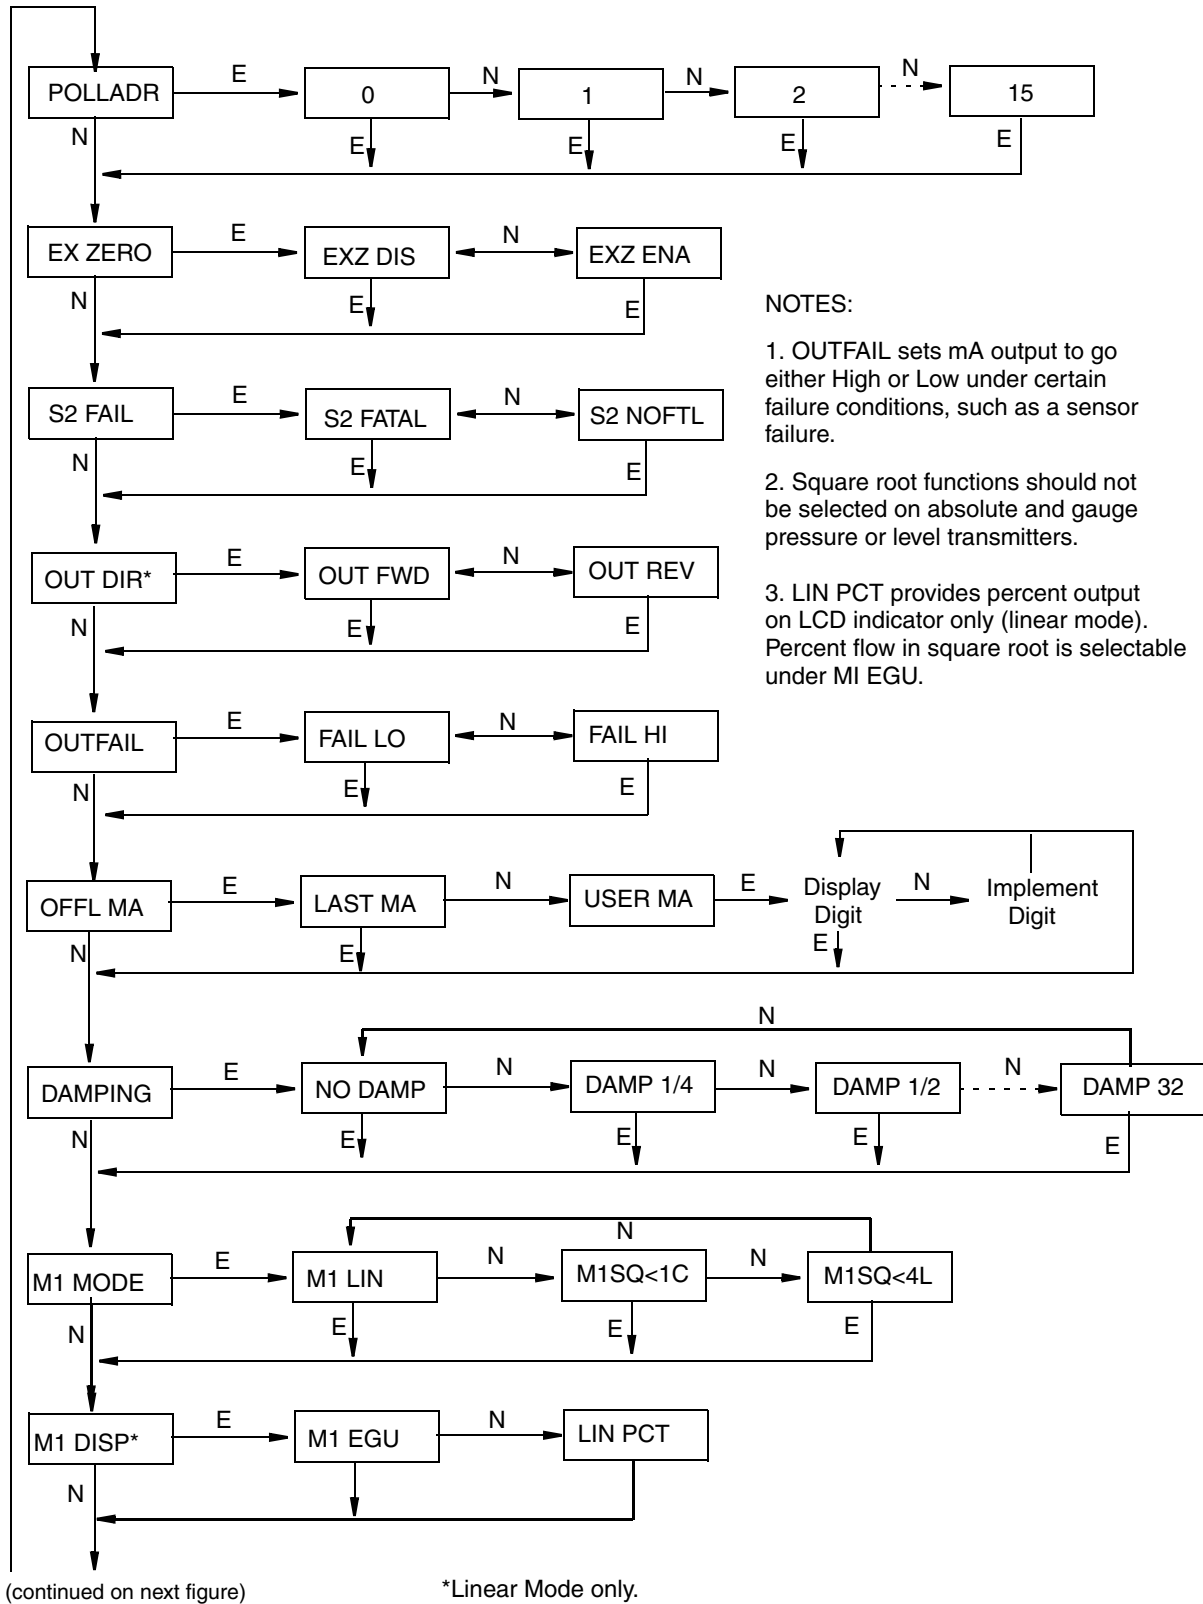 E N N N
POLLADR 0 1 2 15
N E E E E
E N
EX ZERO EXZ DIS EXZ ENA
N E E
E N
S2 FAIL S2 FATAL S2 NOFTL
N E E
E N
OUT DIR* OUT FWD OUT REV
N E E
E N
OUTFAIL FAIL LO FAIL HI
N E E
NOTES:
1. OUTFAIL sets mA output to go
either High or Low under certain
failure conditions, such as a sensor
failure.
2. Square root functions should not
be selected on absolute and gauge
pressure or level transmitters.
3. LIN PCT provides percent output
on LCD indicator only (linear mode).
Percent flow in square root is selectable
under MI EGU.
E N E N
OFFL MA LAST MA USER MA Display Implement
Digit Digit
N E E
N
E N N N
DAMPING NO DAMP DAMP 1/4 DAMP 1/2 DAMP 32
N E E E E
N
E N N
M1 MODE M1 LIN M1SQ<1C M1SQ<4L
N E E E
E N
M1 DISP* M1 EGU LIN PCT
N
(continued on next figure) *Linear Mode only.